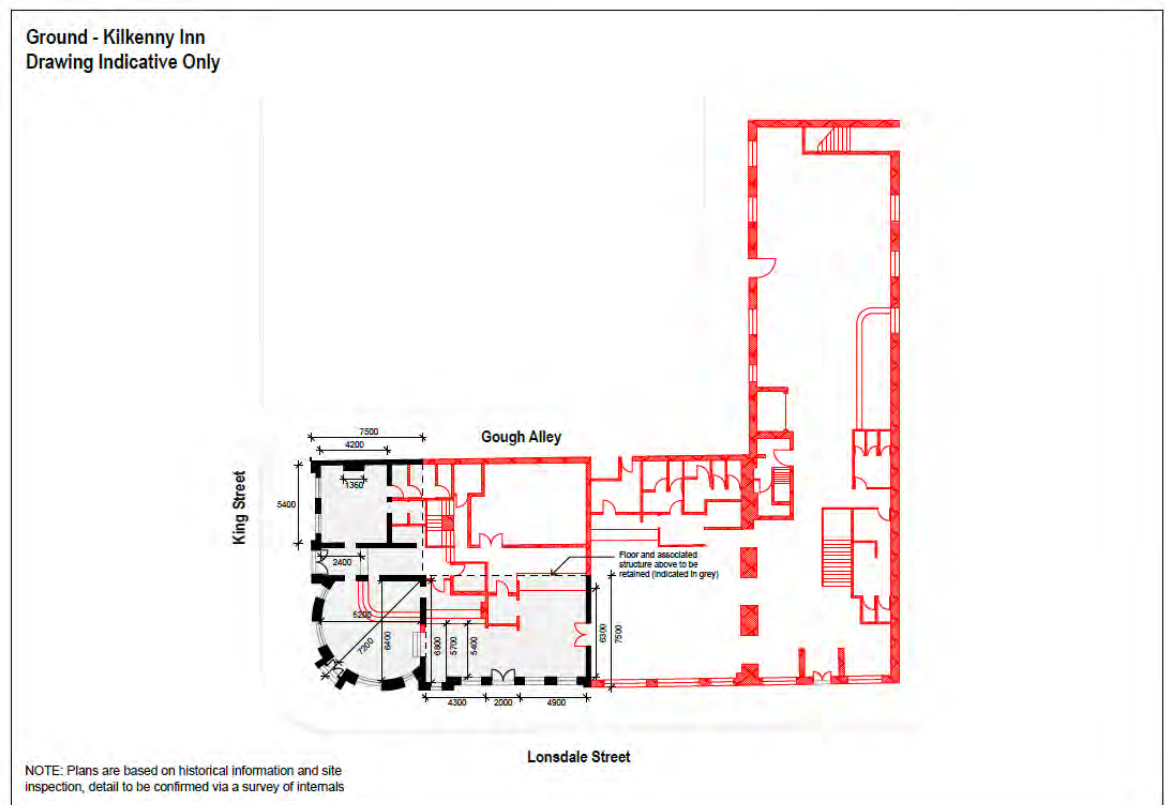 Ground - Kilkenny Inn
Drawing Indicative Only
7500
4200
Gough Alley
1360
King Street
5400
2400
Floor and associated
structure above to be
retained (indicated in grey)
5200
7200
6400
6800
5700
5400
6300
7500
4300
2000
4900
Lonsdale Street
NOTE: Plans are based on historical information and site
inspection, detail to be confirmed via a survey of internals